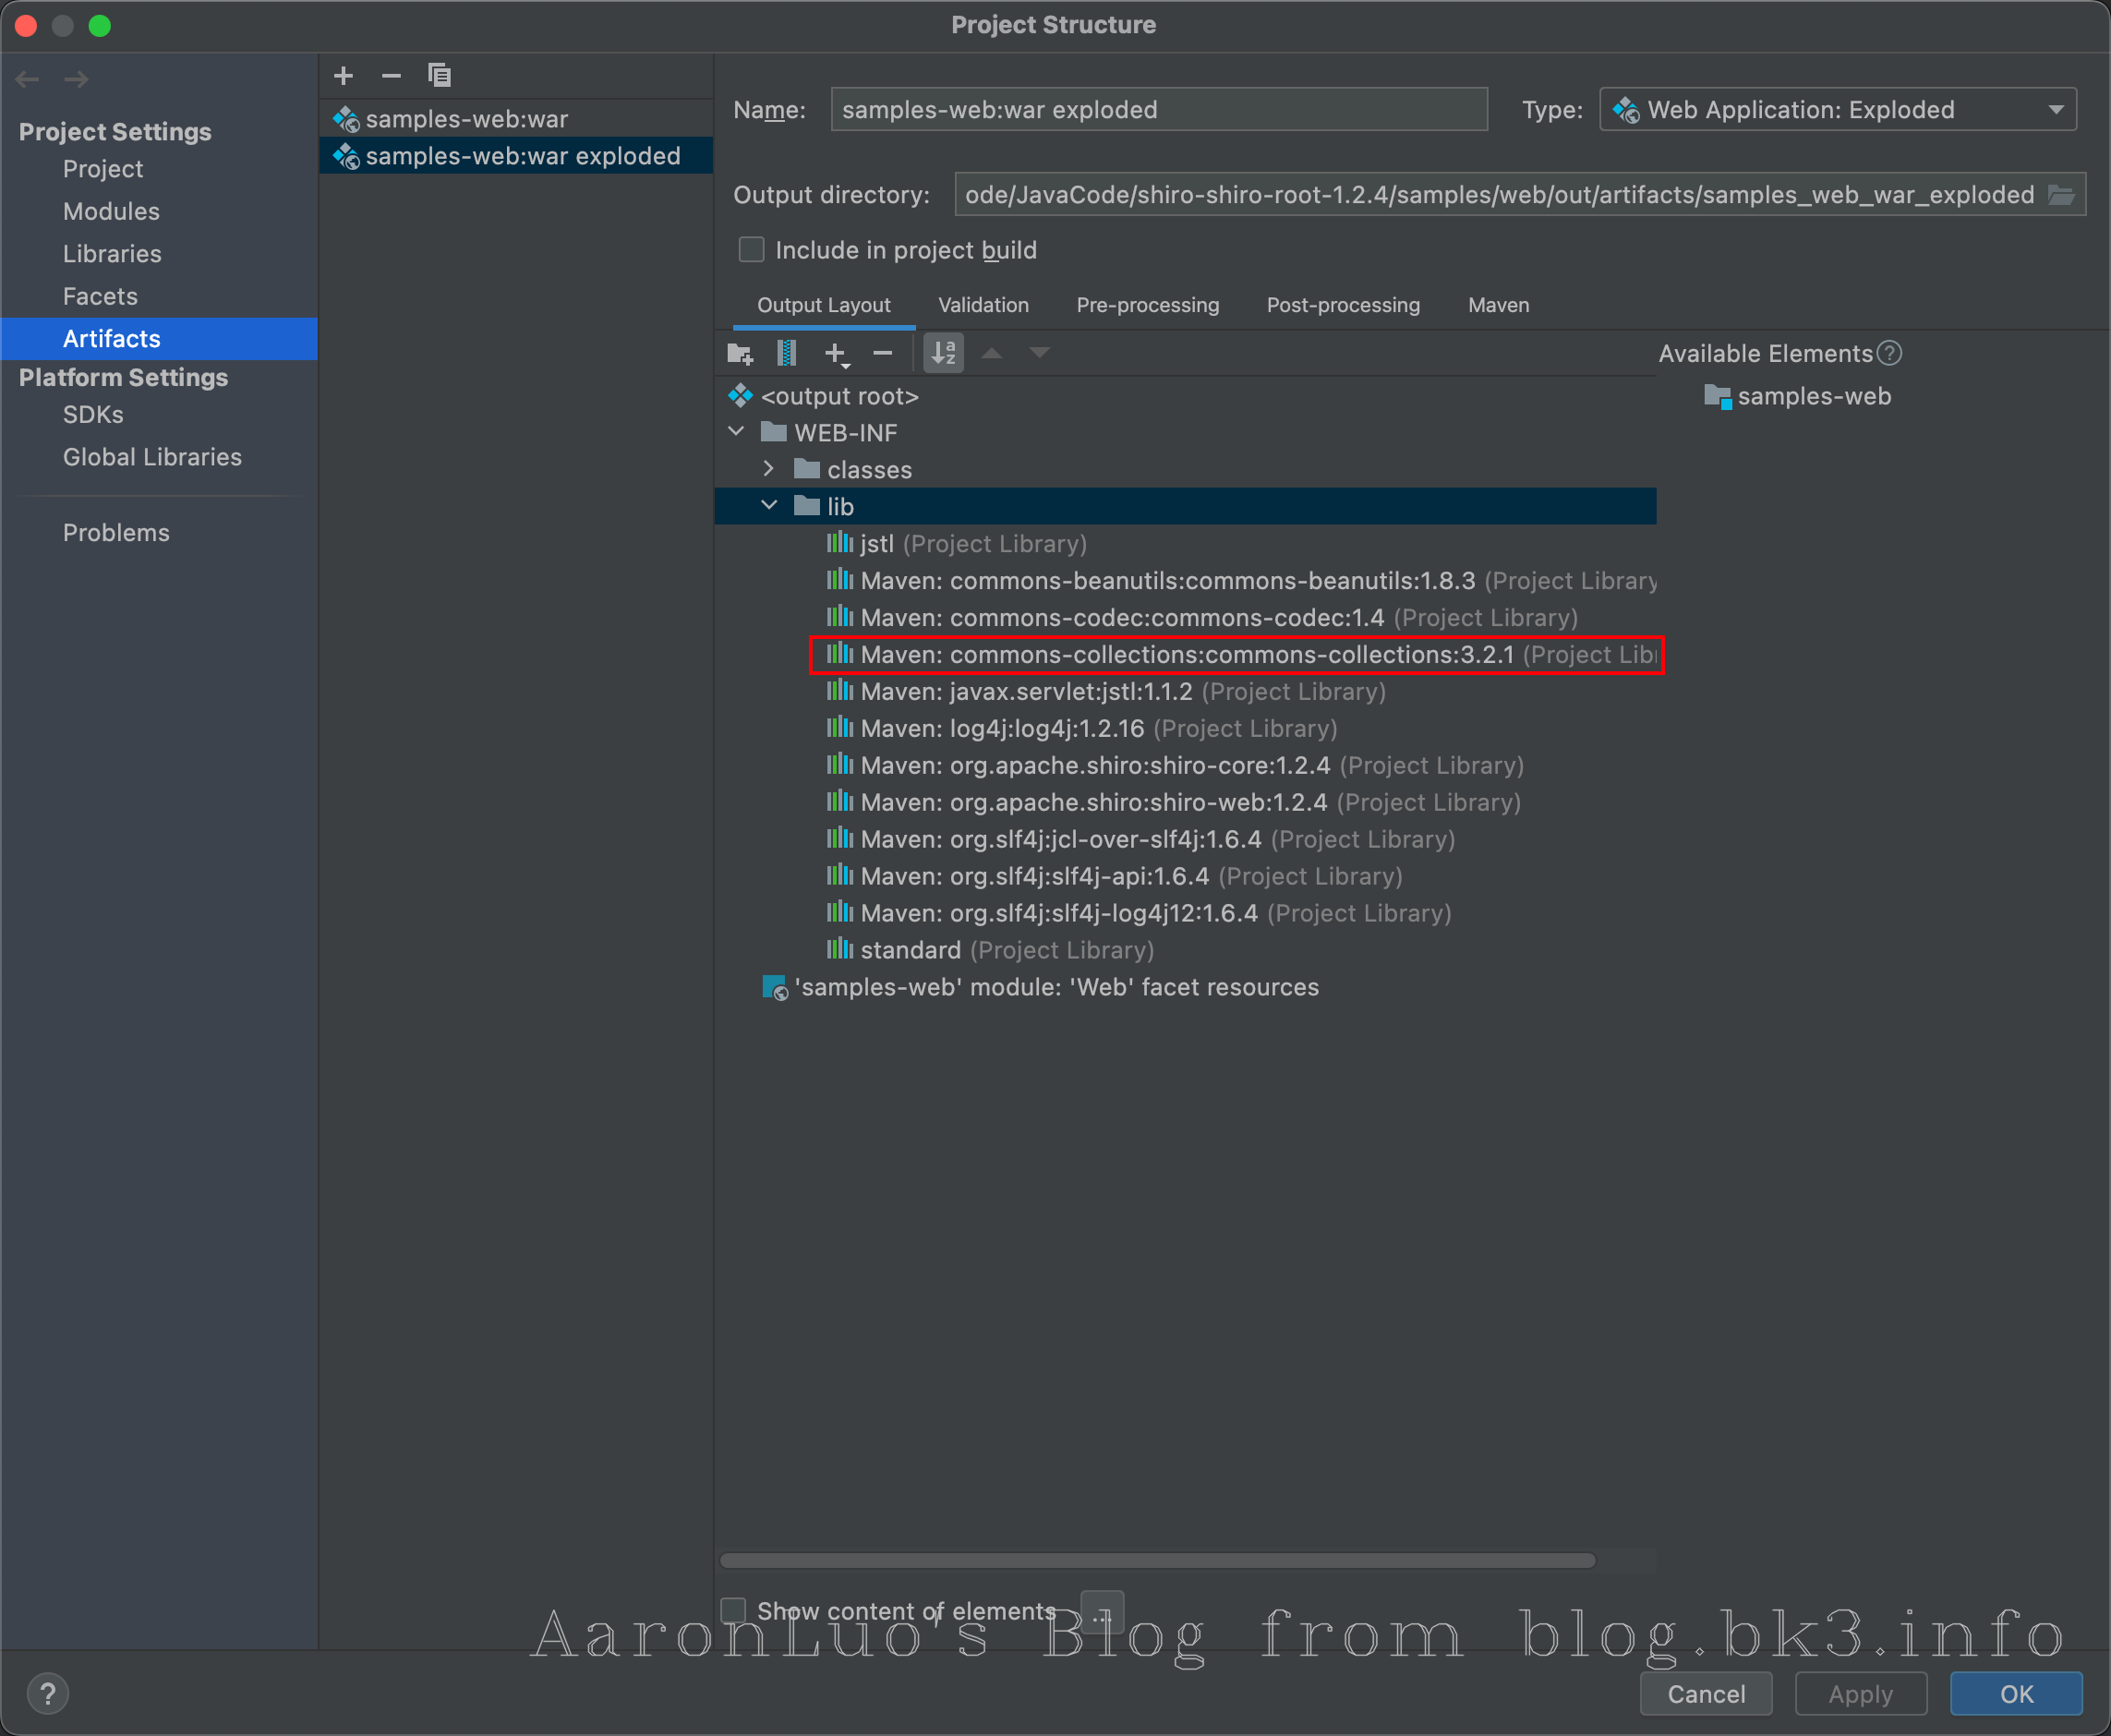 Project Structure
Project Settings
Project
Modules
Libraries
Facets
Artifacts
Platform Settings
SDKs
Global Libraries
Problems
samples-web:war
samples-web:war exploded
Name: samples-web:war exploded
Type: Web Application: Exploded
Output directory: ode/JavaCode/shiro-shiro-root-1.2.4/samples/web/out/artifacts/samples_web_war_exploded
Include in project build
Output Layout Validation Pre-processing Post-processing Maven
Available Elements ?
samples-web
<output root>
WEB-INF
classes
lib
jstl (Project Library)
Maven: commons-beanutils:commons-beanutils:1.8.3 (Project Library
Maven: commons-codec:commons-codec:1.4 (Project Library)
Maven: commons-collections:commons-collections:3.2.1 (Project Lib
Maven: javax.servlet:jstl:1.1.2 (Project Library)
Maven: log4j:log4j:1.2.16 (Project Library)
Maven: org.apache.shiro:shiro-core:1.2.4 (Project Library)
Maven: org.apache.shiro:shiro-web:1.2.4 (Project Library)
Maven: org.slf4j:jcl-over-slf4j:1.6.4 (Project Library)
Maven: org.slf4j:slf4j-api:1.6.4 (Project Library)
Maven: org.slf4j:slf4j-log4j12:1.6.4 (Project Library)
standard (Project Library)
'samples-web' module: 'Web' facet resources
Show content of elements ...
AaronLuo's Blog from blog.bk3.info
? Cancel Apply OK